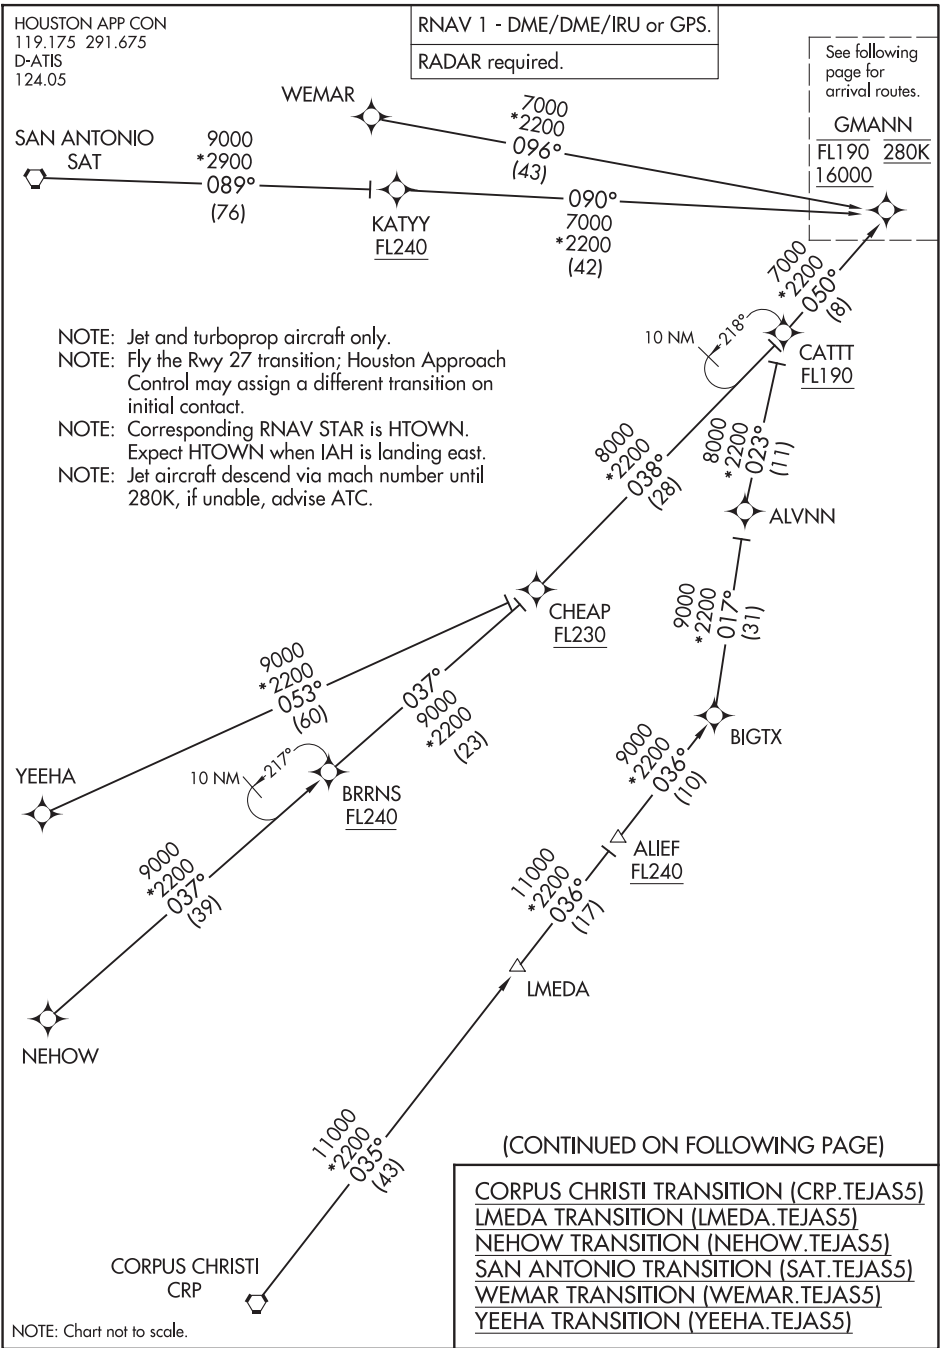 HOUSTON APP CON
119.175 291.675
D-ATIS
124.05
RNAV 1 - DME/DME/IRU or GPS.
RADAR required.
See following
page for
arrival routes.
GMANN
FL190 280K
16000
WEMAR
7000
*2200
096°
(43)
SAN ANTONIO
SAT
9000
*2900
089°
(76)
KATYY
FL240
090°
7000
*2200
(42)
7000
*2200
050°
(8)
NOTE: Jet and turboprop aircraft only.
NOTE: Fly the Rwy 27 transition; Houston Approach
Control may assign a different transition on
initial contact.
NOTE: Corresponding RNAV STAR is HTOWN.
Expect HTOWN when IAH is landing east.
NOTE: Jet aircraft descend via mach number until
280K, if unable, advise ATC.
10 NM
218°
CATTT
FL190
8000
*2200
038°
(28)
8000
*2200
023°
(11)
ALVNN
CHEAP
FL230
9000
*2200
017°
(31)
9000
*2200
053°
(60)
037°
9000
*2200
(23)
BIGTX
YEEHA
10 NM
217°
BRRNS
FL240
9000
*2200
036°
(10)
ALIEF
FL240
9000
*2200
037°
(39)
11000
*2200
036°
(17)
LMEDA
NEHOW
11000
*2200
035°
(43)
CORPUS CHRISTI
CRP
(CONTINUED ON FOLLOWING PAGE)
CORPUS CHRISTI TRANSITION (CRP.TEJAS5)
LMEDA TRANSITION (LMEDA.TEJAS5)
NEHOW TRANSITION (NEHOW.TEJAS5)
SAN ANTONIO TRANSITION (SAT.TEJAS5)
WEMAR TRANSITION (WEMAR.TEJAS5)
YEEHA TRANSITION (YEEHA.TEJAS5)
NOTE: Chart not to scale.